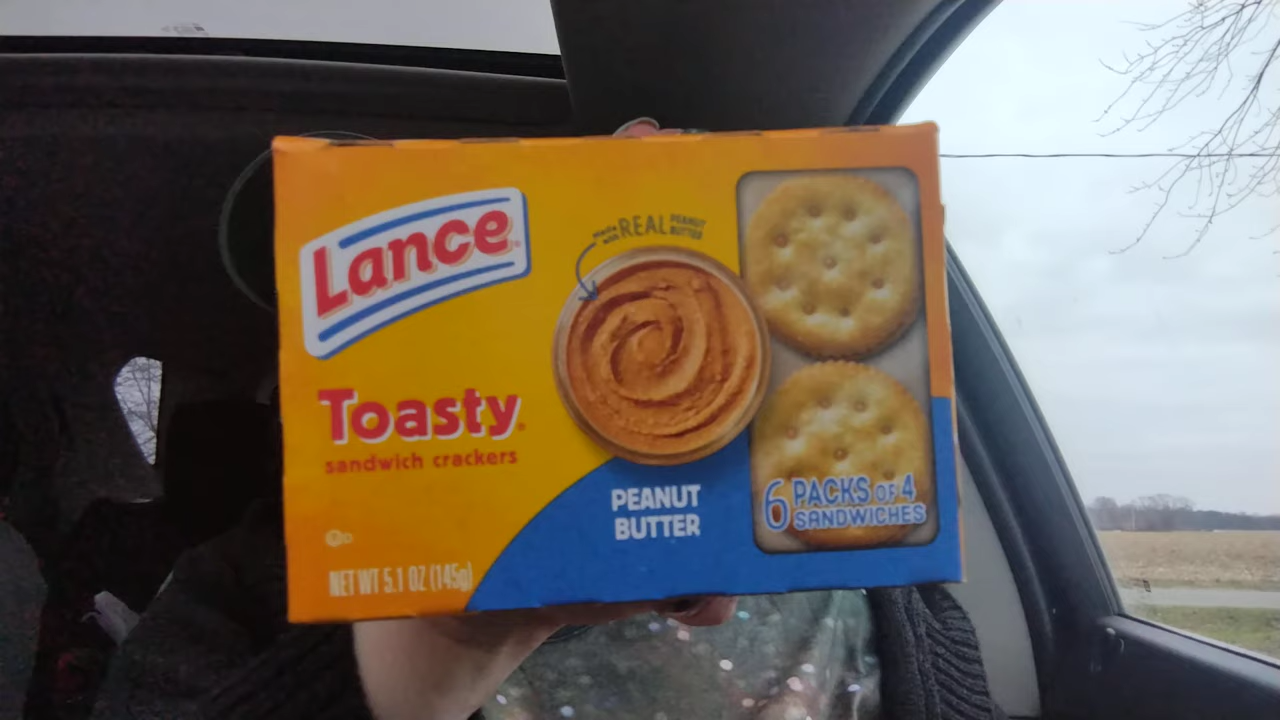 Lance
Toasty
sandwich crackers
Made with REAL PEANUT BUTTER
PEANUT
BUTTER
6 PACKS OF 4
SANDWICHES
NET WT 5.1 OZ (145g)